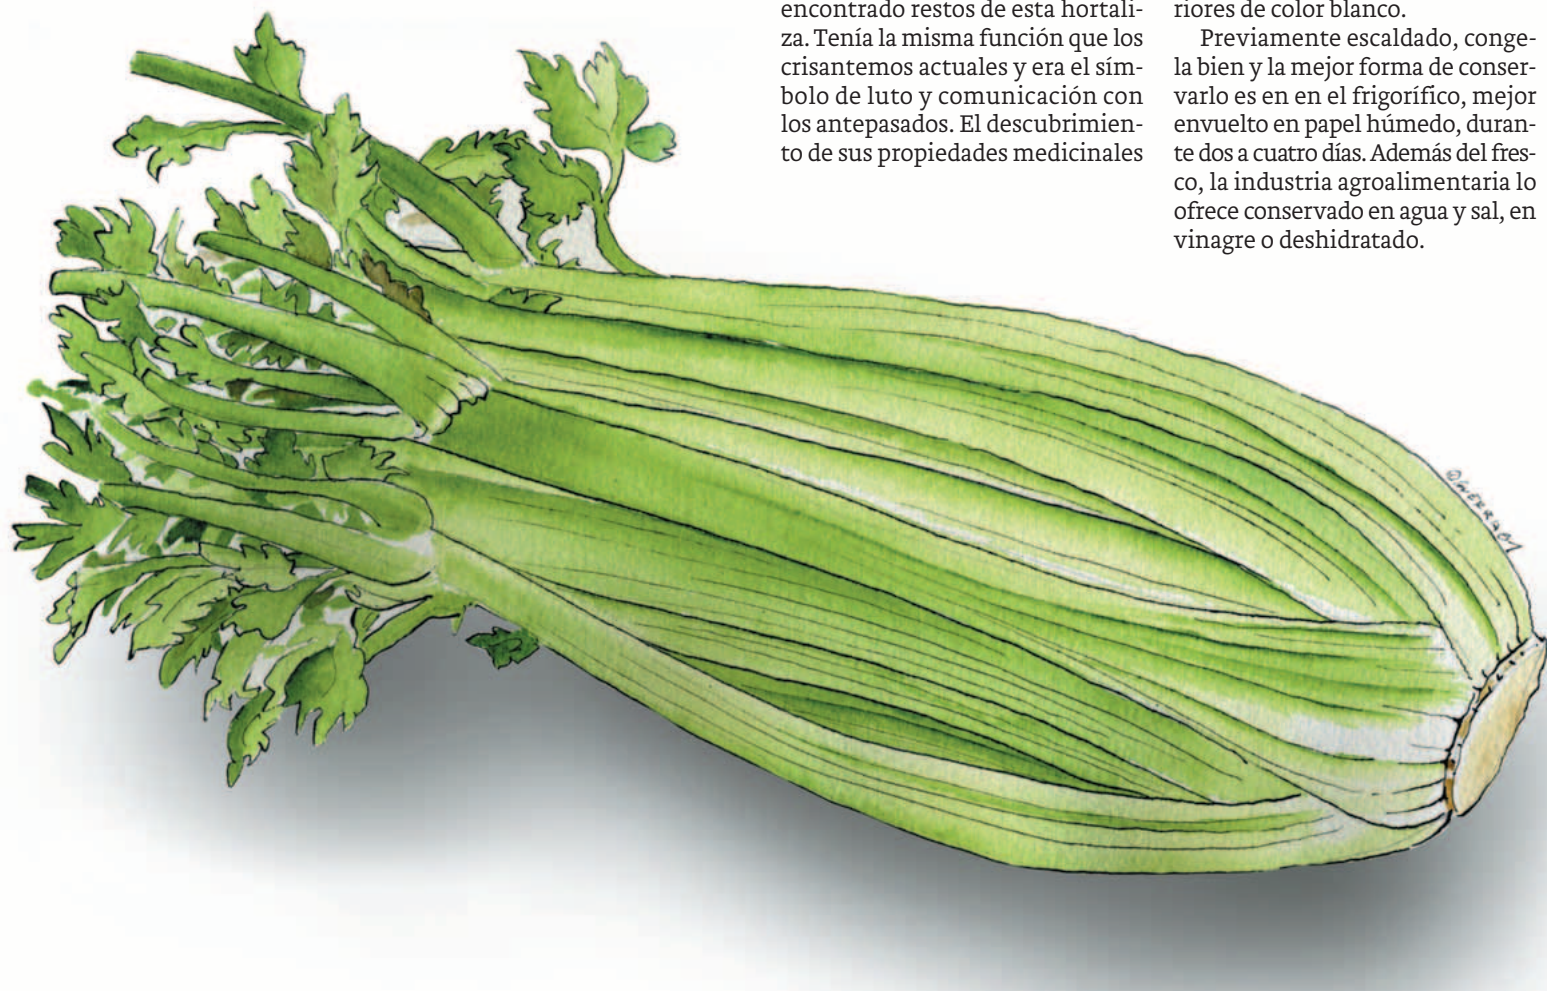 encontrado restos de esta hortali-
za. Tenía la misma función que los
crisantemos actuales y era el sím-
bolo de luto y comunicación con
los antepasados. El descubrimien-
to de sus propiedades medicinales
riores de color blanco.
Previamente escaldado, conge-
la bien y la mejor forma de conser-
varlo es en en el frigorífico, mejor
envuelto en papel húmedo, duran-
te dos a cuatro días. Además del fres-
co, la industria agroalimentaria lo
ofrece conservado en agua y sal, en
vinagre o deshidratado.